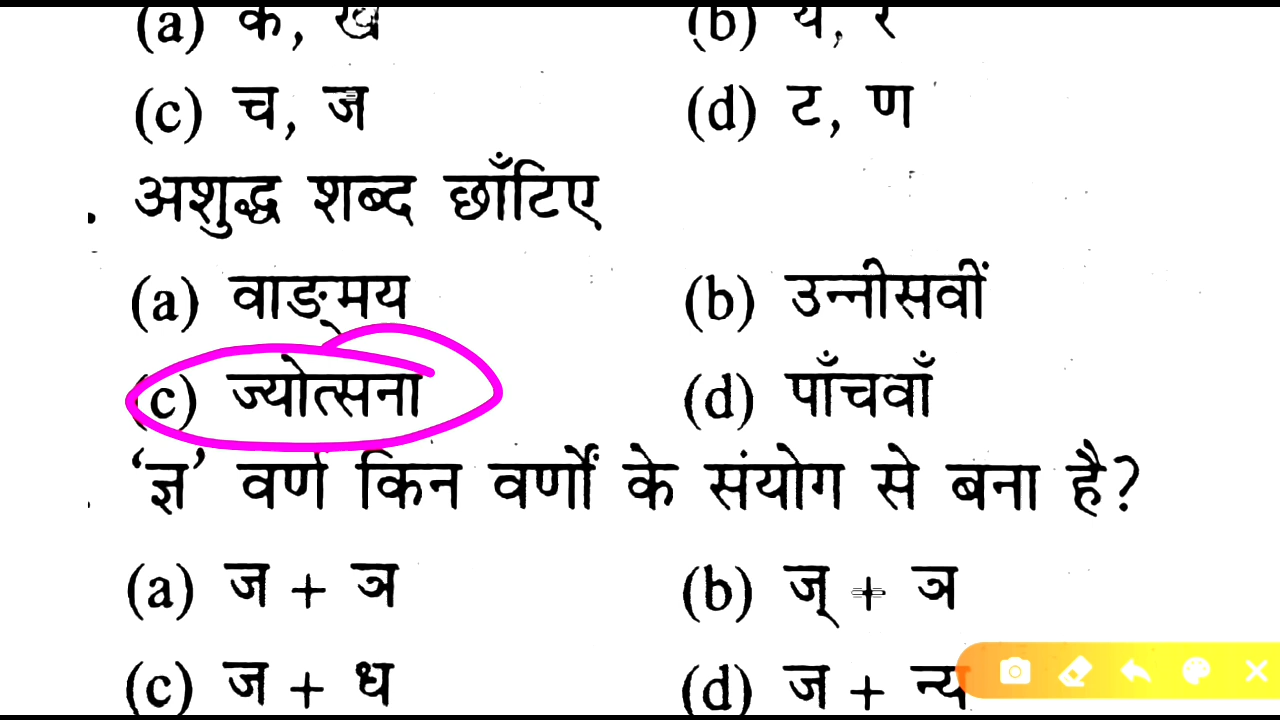 (a) क, ख (b) य, र
(c) च, ज (d) ट, ण
. अशुद्ध शब्द छाँटिए
(a) वाङ्मय (b) उन्नीसवीं
(c) ज्योत्सना (d) पाँचवाँ
. 'ज्ञ' वर्ण किन वर्णों के संयोग से बना है?
(a) ज + ञ (b) ज् + ञ
(c) ज + ध (d) ज + न्य